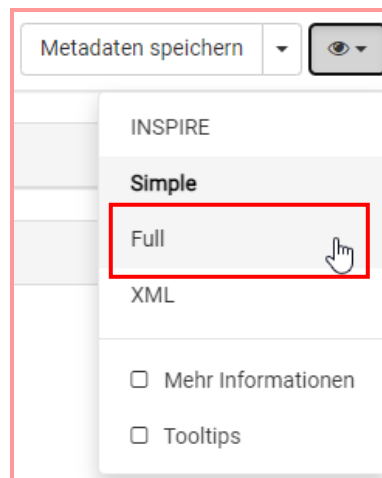 Metadaten speichern
INSPIRE
Simple
Full
XML
Mehr Informationen
Tooltips